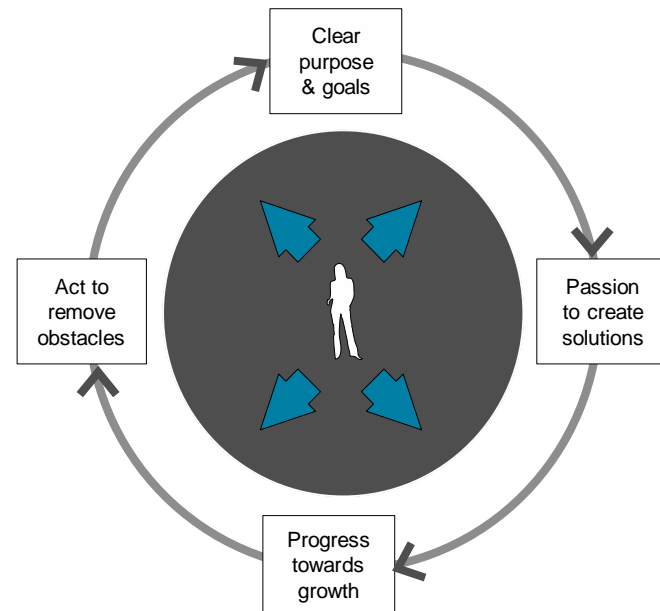 Clear
purpose
& goals
Passion
to create
solutions
Progress
towards
growth
Act to
remove
obstacles